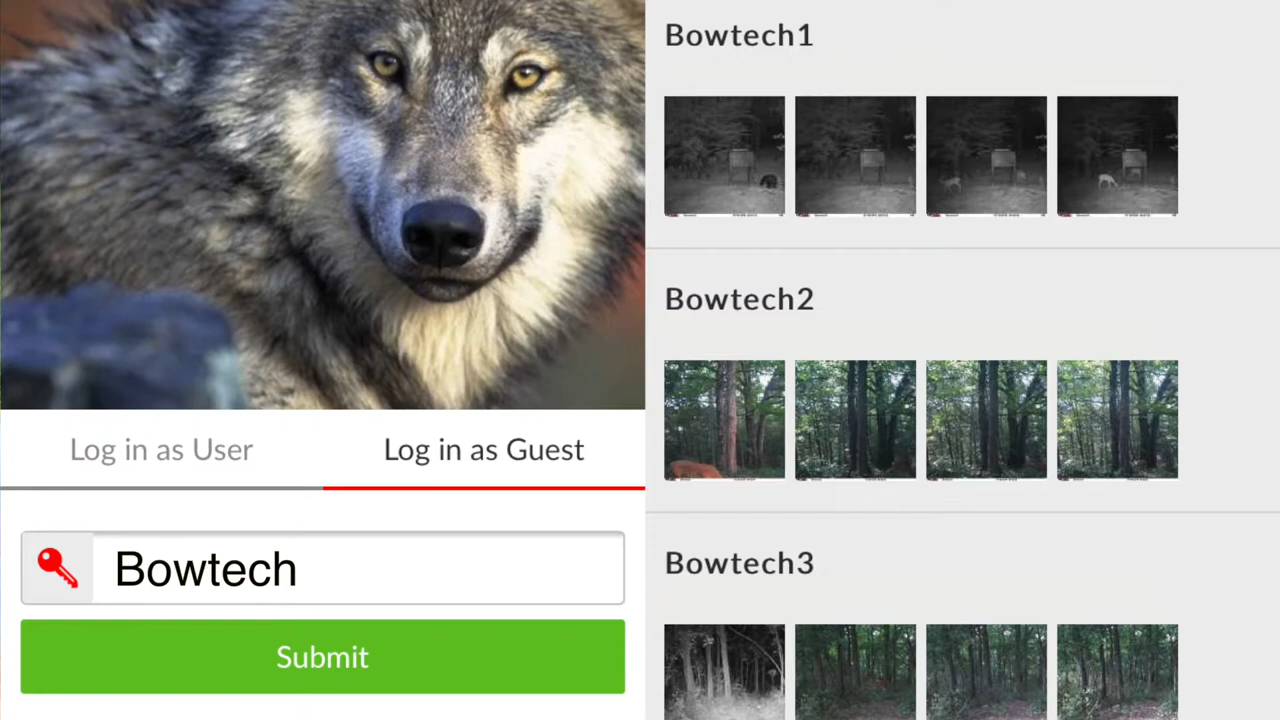 Log in as User
Log in as Guest
Bowtech
Submit
Bowtech1
Bowtech2
Bowtech3